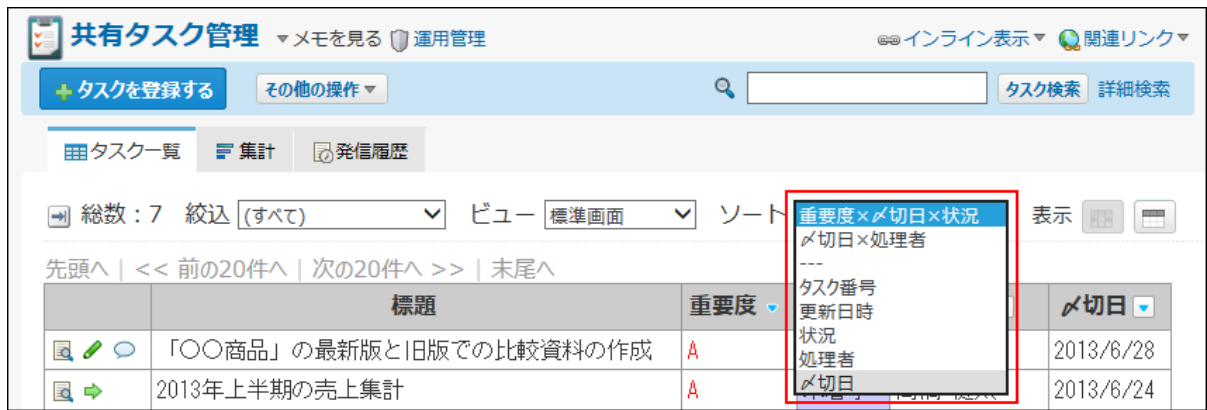 共有タスク管理 ▼メモを見る 運用管理 インライン表示▼ 関連リンク▼
タスクを登録する その他の操作▼ タスク検索 詳細検索
タスク一覧 集計 発信履歴
総数:7 絞込 (すべて) ビュー 標準画面 ソート 重要度×〆切日×状況 表示
〆切日×処理者
---
タスク番号
更新日時
状況
処理者
〆切日
先頭へ | << 前の20件へ | 次の20件へ >> | 末尾へ
標題 重要度 〆切日
「○○商品」の最新版と旧版での比較資料の作成 A 2013/6/28
2013年上半期の売上集計 A 2013/6/24